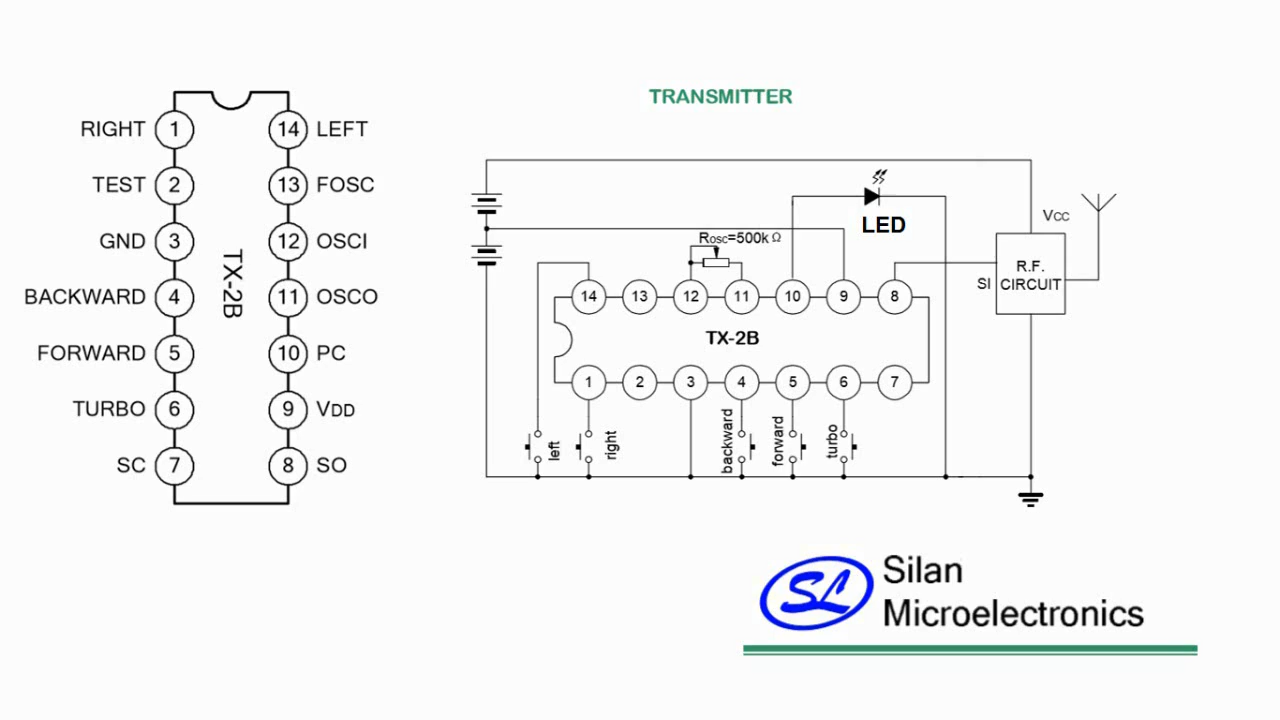 TRANSMITTER
RIGHT 1 14 LEFT
TEST 2 13 FOSC
GND 3 12 OSCI
BACKWARD 4 11 OSCO
FORWARD 5 10 PC
TURBO 6 9 VDD
SC 7 8 SO
TX-2B
LED
VCC
Rosc=500kΩ
R.F.
SI CIRCUIT
14 13 12 11 10 9 8
TX-2B
1 2 3 4 5 6 7
left
right
backward
forward
turbo
SL
Silan
Microelectronics